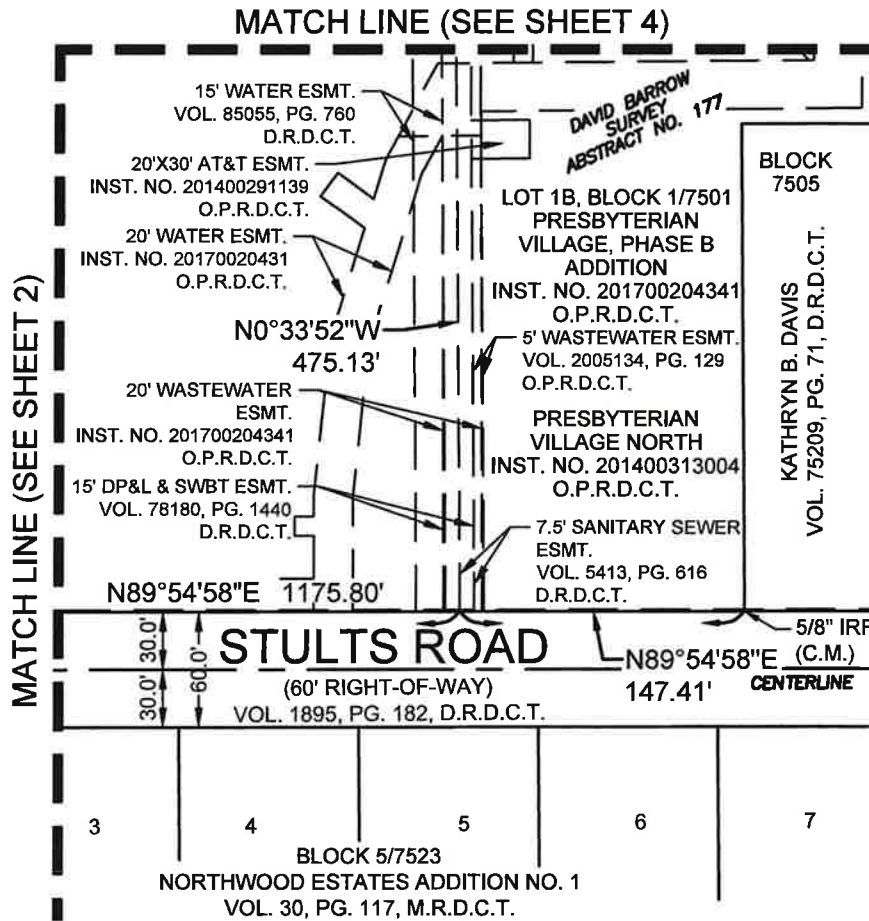 MATCH LINE (SEE SHEET 4)
MATCH LINE (SEE SHEET 2)
15' WATER ESMT.
VOL. 85055, PG. 760
D.R.D.C.T.
20'X30' AT&T ESMT.
INST. NO. 201400291139
O.P.R.D.C.T.
20' WATER ESMT.
INST. NO. 20170020431
O.P.R.D.C.T.
N0°33'52"W
475.13'
20' WASTEWATER
ESMT.
INST. NO. 201700204341
O.P.R.D.C.T.
15' DP&L & SWBT ESMT.
VOL. 78180, PG. 1440
D.R.D.C.T.
N89°54'58"E 1175.80'
DAVID BARROW
SURVEY
ABSTRACT NO. 177
LOT 1B, BLOCK 1/7501
PRESBYTERIAN
VILLAGE, PHASE B
ADDITION
INST. NO. 201700204341
O.P.R.D.C.T.
5' WASTEWATER ESMT.
VOL. 2005134, PG. 129
O.P.R.D.C.T.
PRESBYTERIAN
VILLAGE NORTH
INST. NO. 201400313004
O.P.R.D.C.T.
7.5' SANITARY SEWER
ESMT.
VOL. 5413, PG. 616
D.R.D.C.T.
BLOCK
7505
KATHRYN B. DAVIS
VOL. 75209, PG. 71, D.R.D.C.T.
5/8" IRF
(C.M.)
30.0'
30.0'
60.0'
STULTS ROAD
(60' RIGHT-OF-WAY)
VOL. 1895, PG. 182, D.R.D.C.T.
N89°54'58"E
147.41'
CENTERLINE
3
4
5
6
7
BLOCK 5/7523
NORTHWOOD ESTATES ADDITION NO. 1
VOL. 30, PG. 117, M.R.D.C.T.